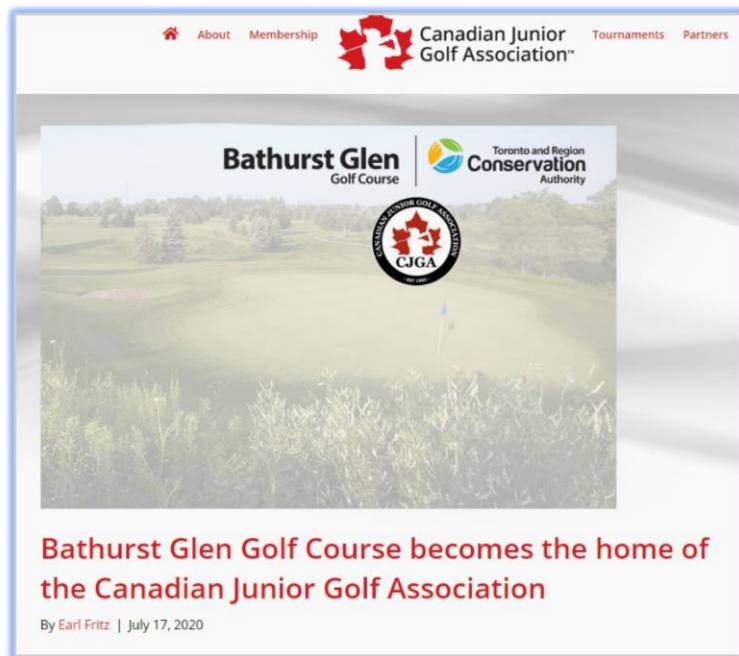 About
Membership
Canadian Junior
Golf Association™
Tournaments
Partners
Bathurst Glen
Golf Course
Toronto and Region
Conservation
Authority
CANADIAN JUNIOR GOLF ASSOCIATION
CJGA
Bathurst Glen Golf Course becomes the home of
the Canadian Junior Golf Association
By Earl Fritz | July 17, 2020